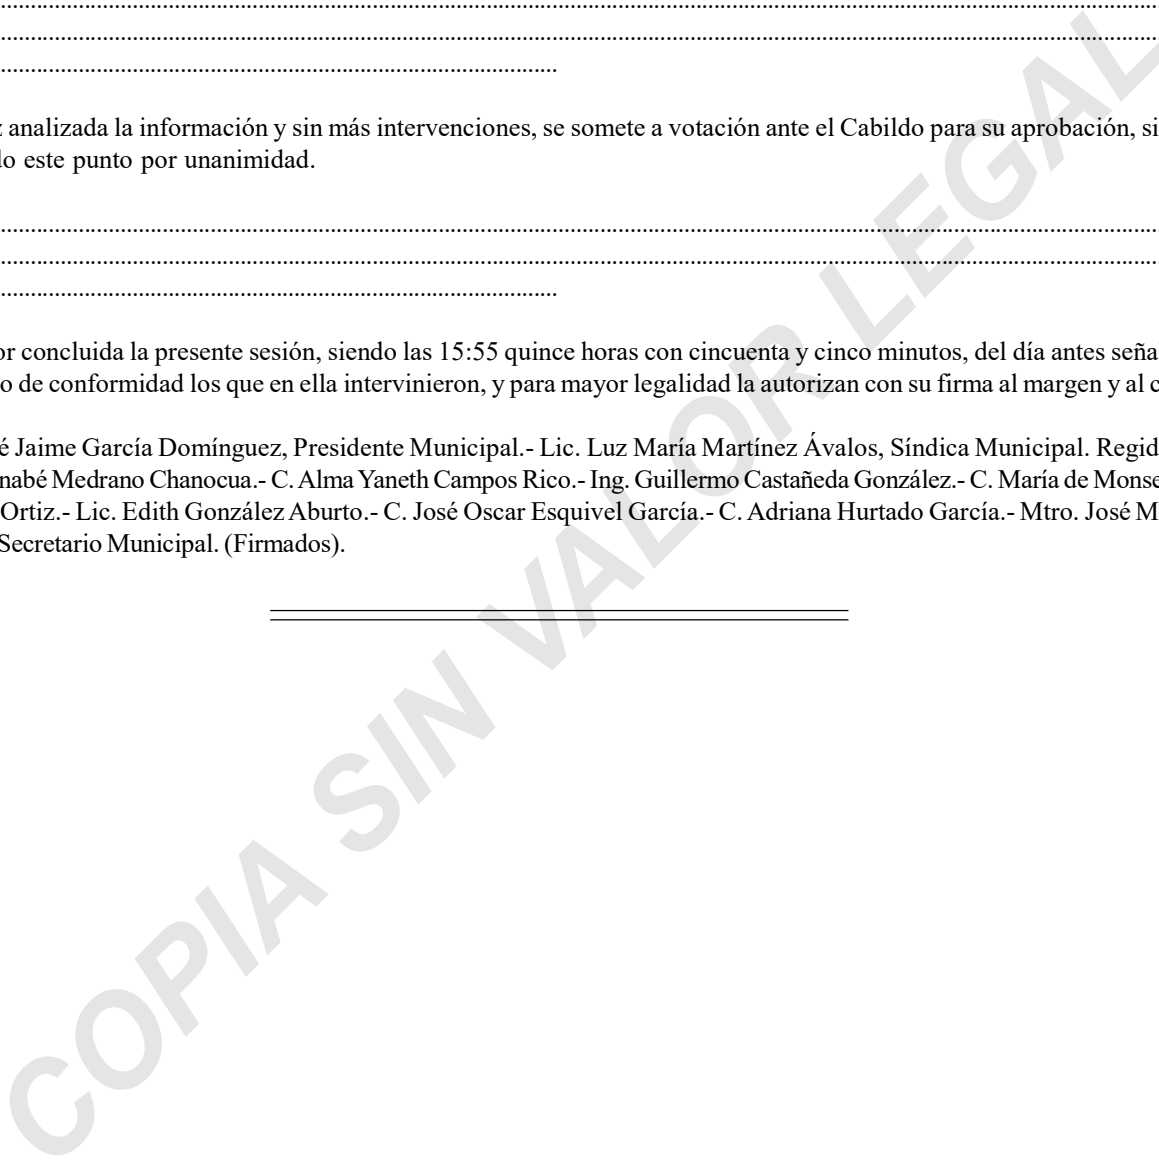 ..........................................................................................................................................................................................
..........................................................................................................................................................................................
.........................................................................................
analizada la información y sin más intervenciones, se somete a votación ante el Cabildo para su aprobación, si
este punto por unanimidad.
..........................................................................................................................................................................................
..........................................................................................................................................................................................
.........................................................................................
or concluida la presente sesión, siendo las 15:55 quince horas con cincuenta y cinco minutos, del día antes seña
o de conformidad los que en ella intervinieron, y para mayor legalidad la autorizan con su firma al margen y al c
é Jaime García Domínguez, Presidente Municipal.- Lic. Luz María Martínez Ávalos, Síndica Municipal. Regid
nabé Medrano Chanocua.- C. Alma Yaneth Campos Rico.- Ing. Guillermo Castañeda González.- C. María de Monse
Ortiz.- Lic. Edith González Aburto.- C. José Oscar Esquivel García.- C. Adriana Hurtado García.- Mtro. José M
Secretario Municipal. (Firmados).
COPIA SIN VALOR LEGAL